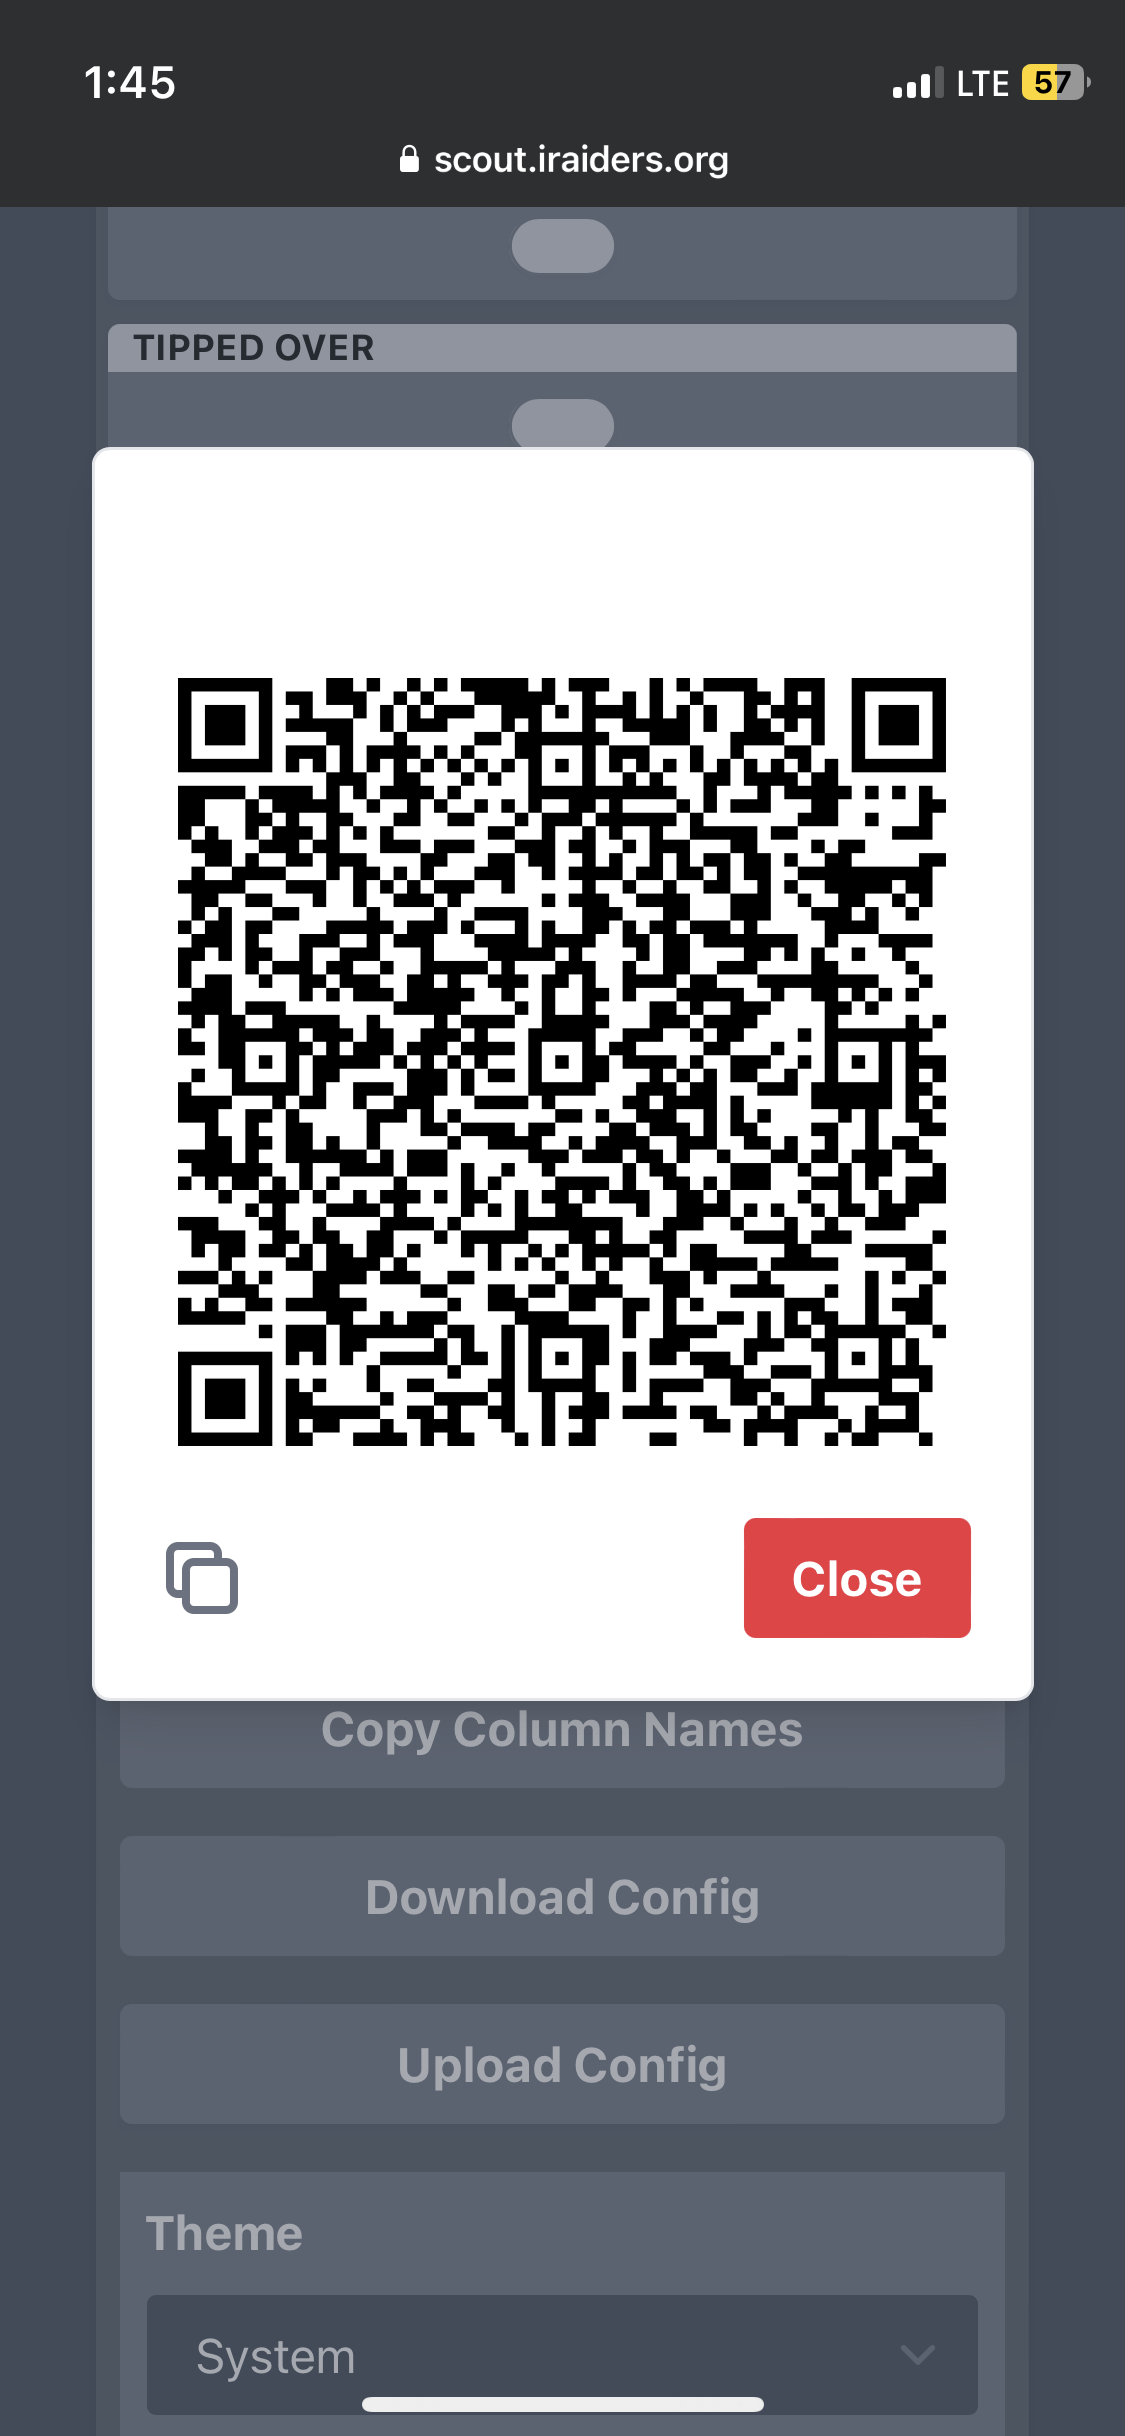 1:45
LTE
57
scout.iraiders.org
TIPPED OVER
Close
Copy Column Names
Download Config
Upload Config
Theme
System